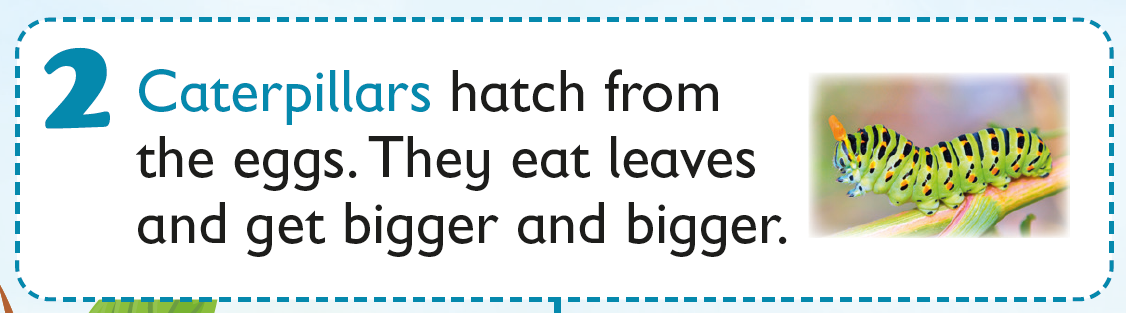 2
Caterpillars hatch from
the eggs. They eat leaves
and get bigger and bigger.